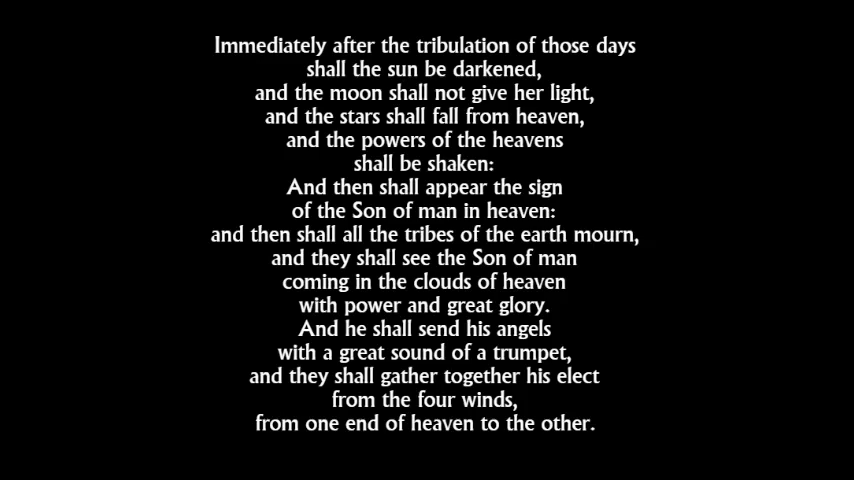 Immediately after the tribulation of those days
shall the sun be darkened,
and the moon shall not give her light,
and the stars shall fall from heaven,
and the powers of the heavens
shall be shaken:
And then shall appear the sign
of the Son of man in heaven:
and then shall all the tribes of the earth mourn,
and they shall see the Son of man
coming in the clouds of heaven
with power and great glory.
And he shall send his angels
with a great sound of a trumpet,
and they shall gather together his elect
from the four winds,
from one end of heaven to the other.